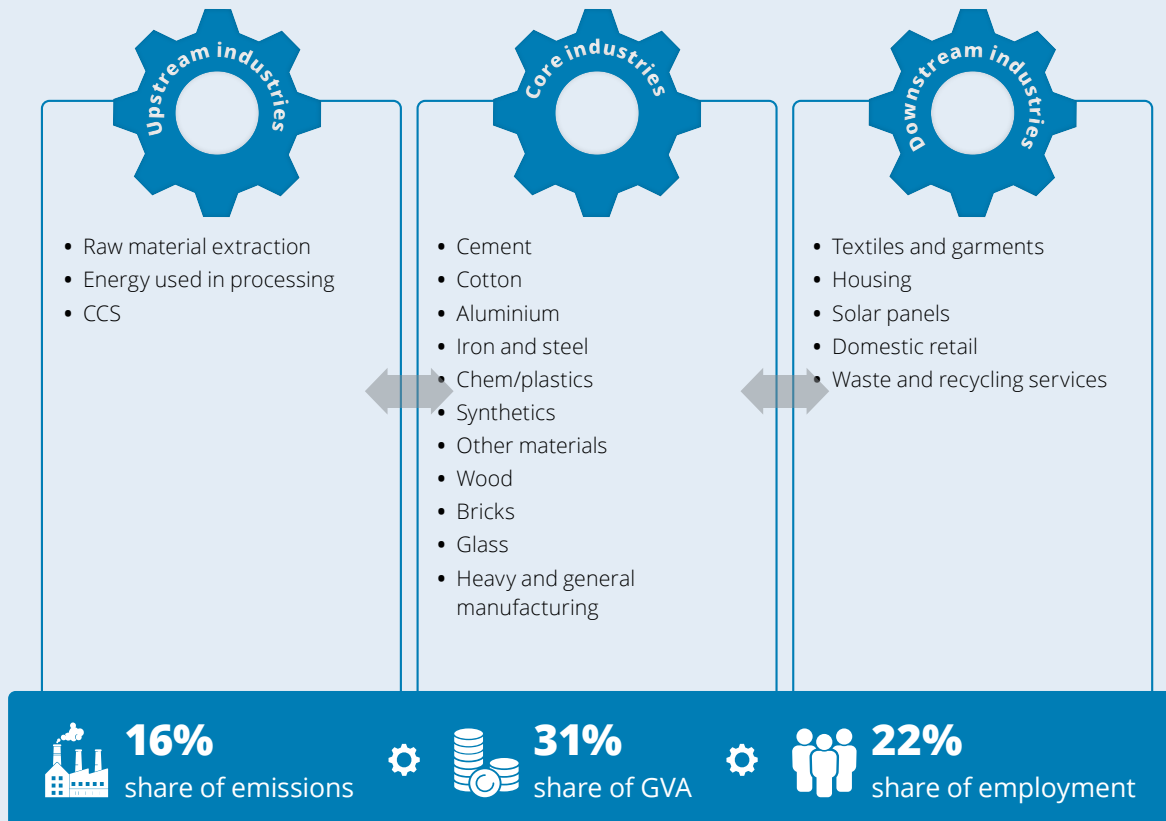 Upstream industries
Raw material extraction
Energy used in processing
CCS
Core industries
Cement
Cotton
Aluminium
Iron and steel
Chem/plastics
Synthetics
Other materials
Wood
Bricks
Glass
Heavy and general
manufacturing
Downstream industries
Textiles and garments
Housing
Solar panels
Domestic retail
Waste and recycling services
16%
share of emissions
31%
share of GVA
22%
share of employment